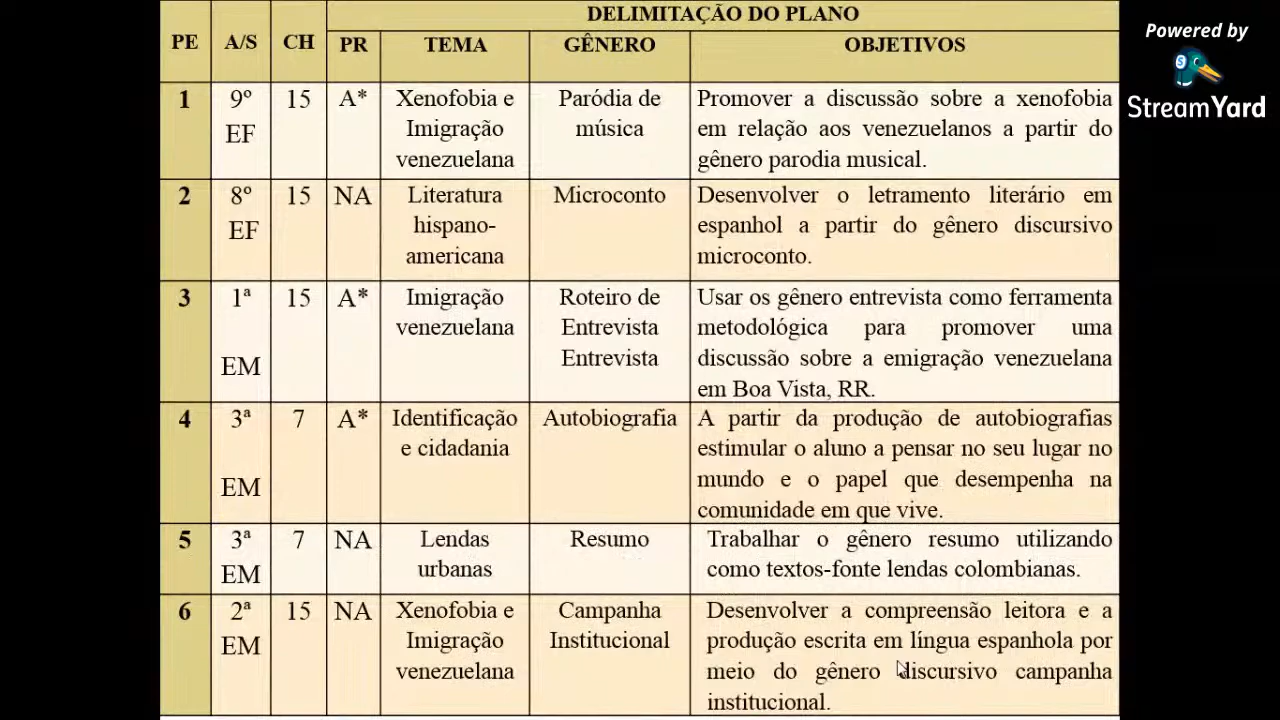 DELIMITAÇÃO DO PLANO
PE A/S CH PR TEMA GÊNERO OBJETIVOS
1 9º 15 A* Xenofobia e Paródia de Promover a discussão sobre a xenofobia
EF Imigração música em relação aos venezuelanos a partir do
venezuelana gênero parodia musical.
2 8º 15 NA Literatura Microconto Desenvolver o letramento literário em
EF hispano- espanhol a partir do gênero discursivo
americana microconto.
3 1ª 15 A* Imigração Roteiro de Usar os gênero entrevista como ferramenta
venezuelana Entrevista metodológica para promover uma
EM Entrevista discussão sobre a emigração venezuelana
em Boa Vista, RR.
4 3ª 7 A* Identificação Autobiografia A partir da produção de autobiografias
e cidadania estimular o aluno a pensar no seu lugar no
EM mundo e o papel que desempenha na
comunidade em que vive.
5 3ª 7 NA Lendas Resumo Trabalhar o gênero resumo utilizando
EM urbanas como textos-fonte lendas colombianas.
6 2ª 15 NA Xenofobia e Campanha Desenvolver a compreensão leitora e a
EM Imigração Institucional produção escrita em língua espanhola por
venezuelana meio do gênero discursivo campanha
institucional.
Powered by
StreamYard